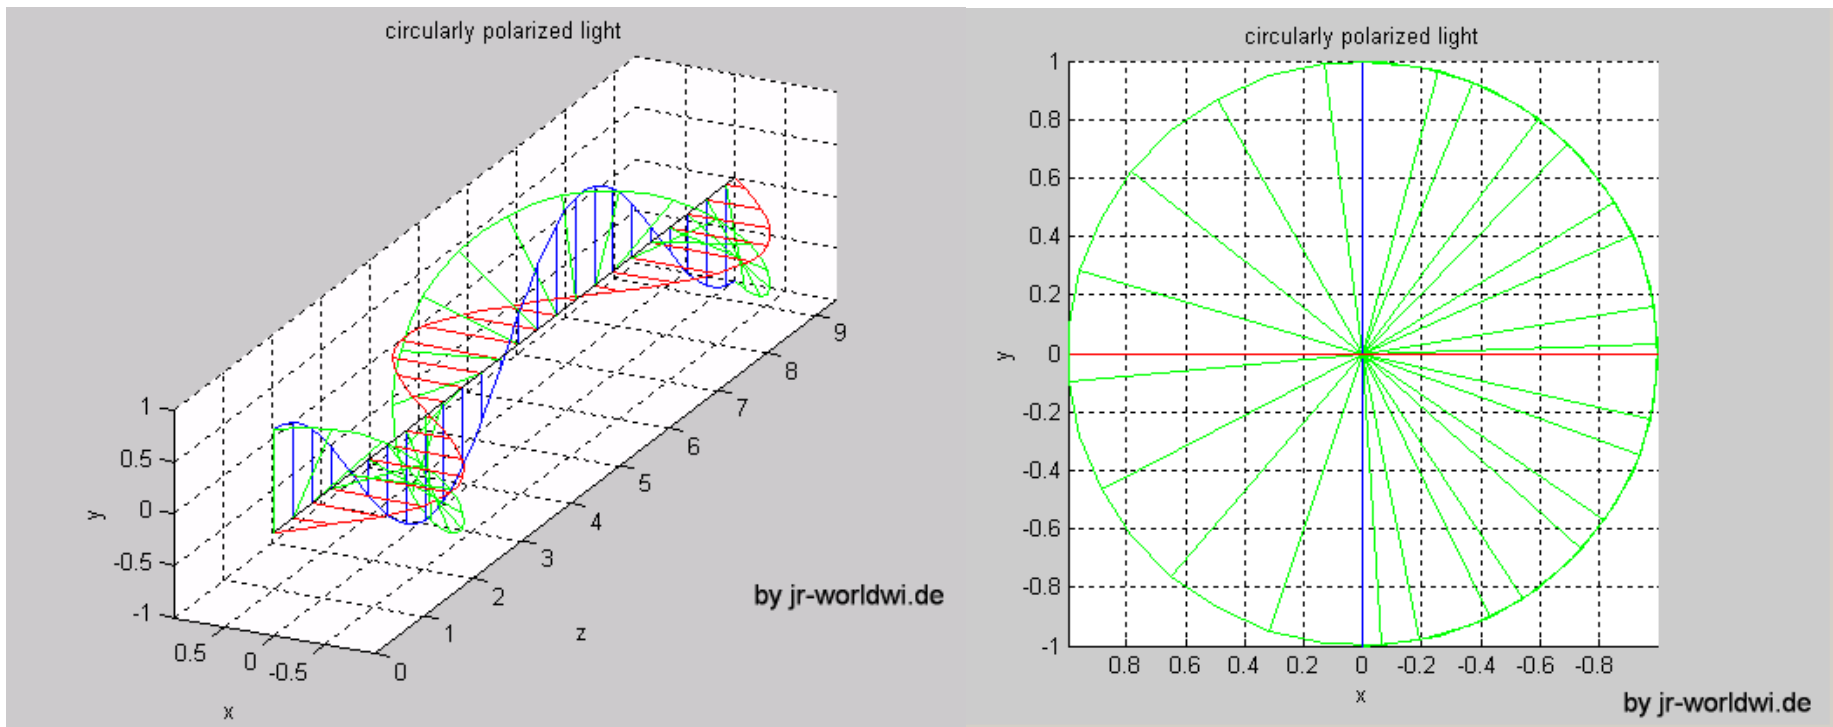 circularly polarized light
1
0.5
0
-0.5
-1
y
0.5
0
-0.5
x
0
1
2
3
4
5
6
7
8
9
z
by jr-worldwi.de
circularly polarized light
1
0.8
0.6
0.4
0.2
0
-0.2
-0.4
-0.6
-0.8
-1
y
0.8 0.6 0.4 0.2 0 -0.2 -0.4 -0.6 -0.8
x
by jr-worldwi.de